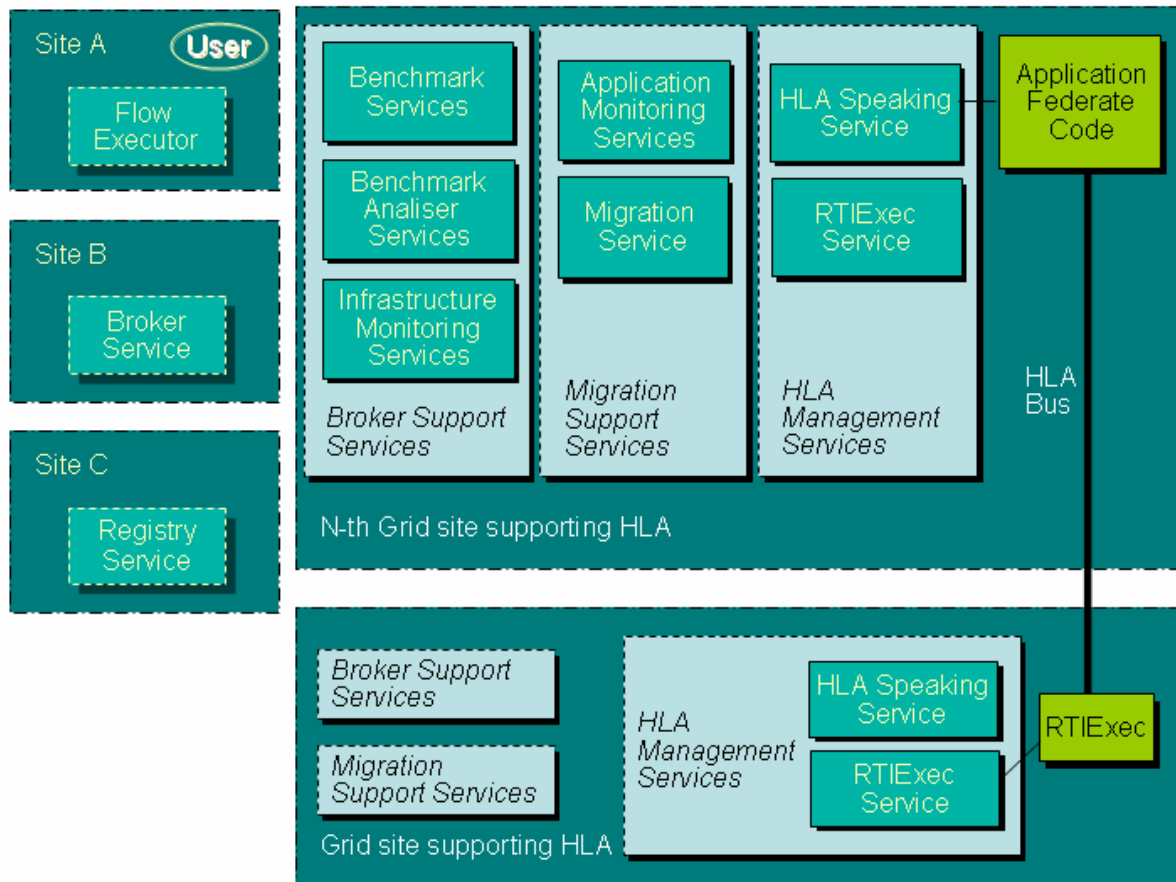 Site A
User
Flow
Executor
Site B
Broker
Service
Site C
Registry
Service
Benchmark
Services
Benchmark
Analiser
Services
Infrastructure
Monitoring
Services
Broker Support
Services
Application
Monitoring
Services
Migration
Service
Migration
Support
Services
HLA Speaking
Service
RTIExec
Service
HLA
Management
Services
Application
Federate
Code
HLA
Bus
N-th Grid site supporting HLA
Broker Support
Services
Migration
Support Services
HLA
Management
Services
HLA Speaking
Service
RTIExec
Service
RTIExec
Grid site supporting HLA